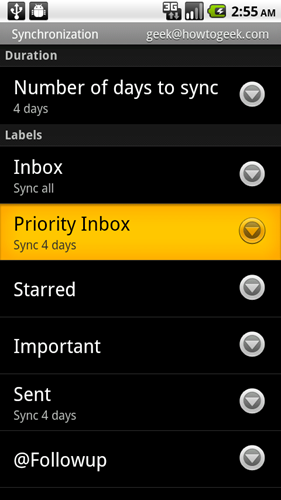 3G 2:55 AM
Synchronization geek@howtogeek.com
Duration
Number of days to sync
4 days
Labels
Inbox
Sync all
Priority Inbox
Sync 4 days
Starred
Important
Sent
Sync 4 days
@Followup